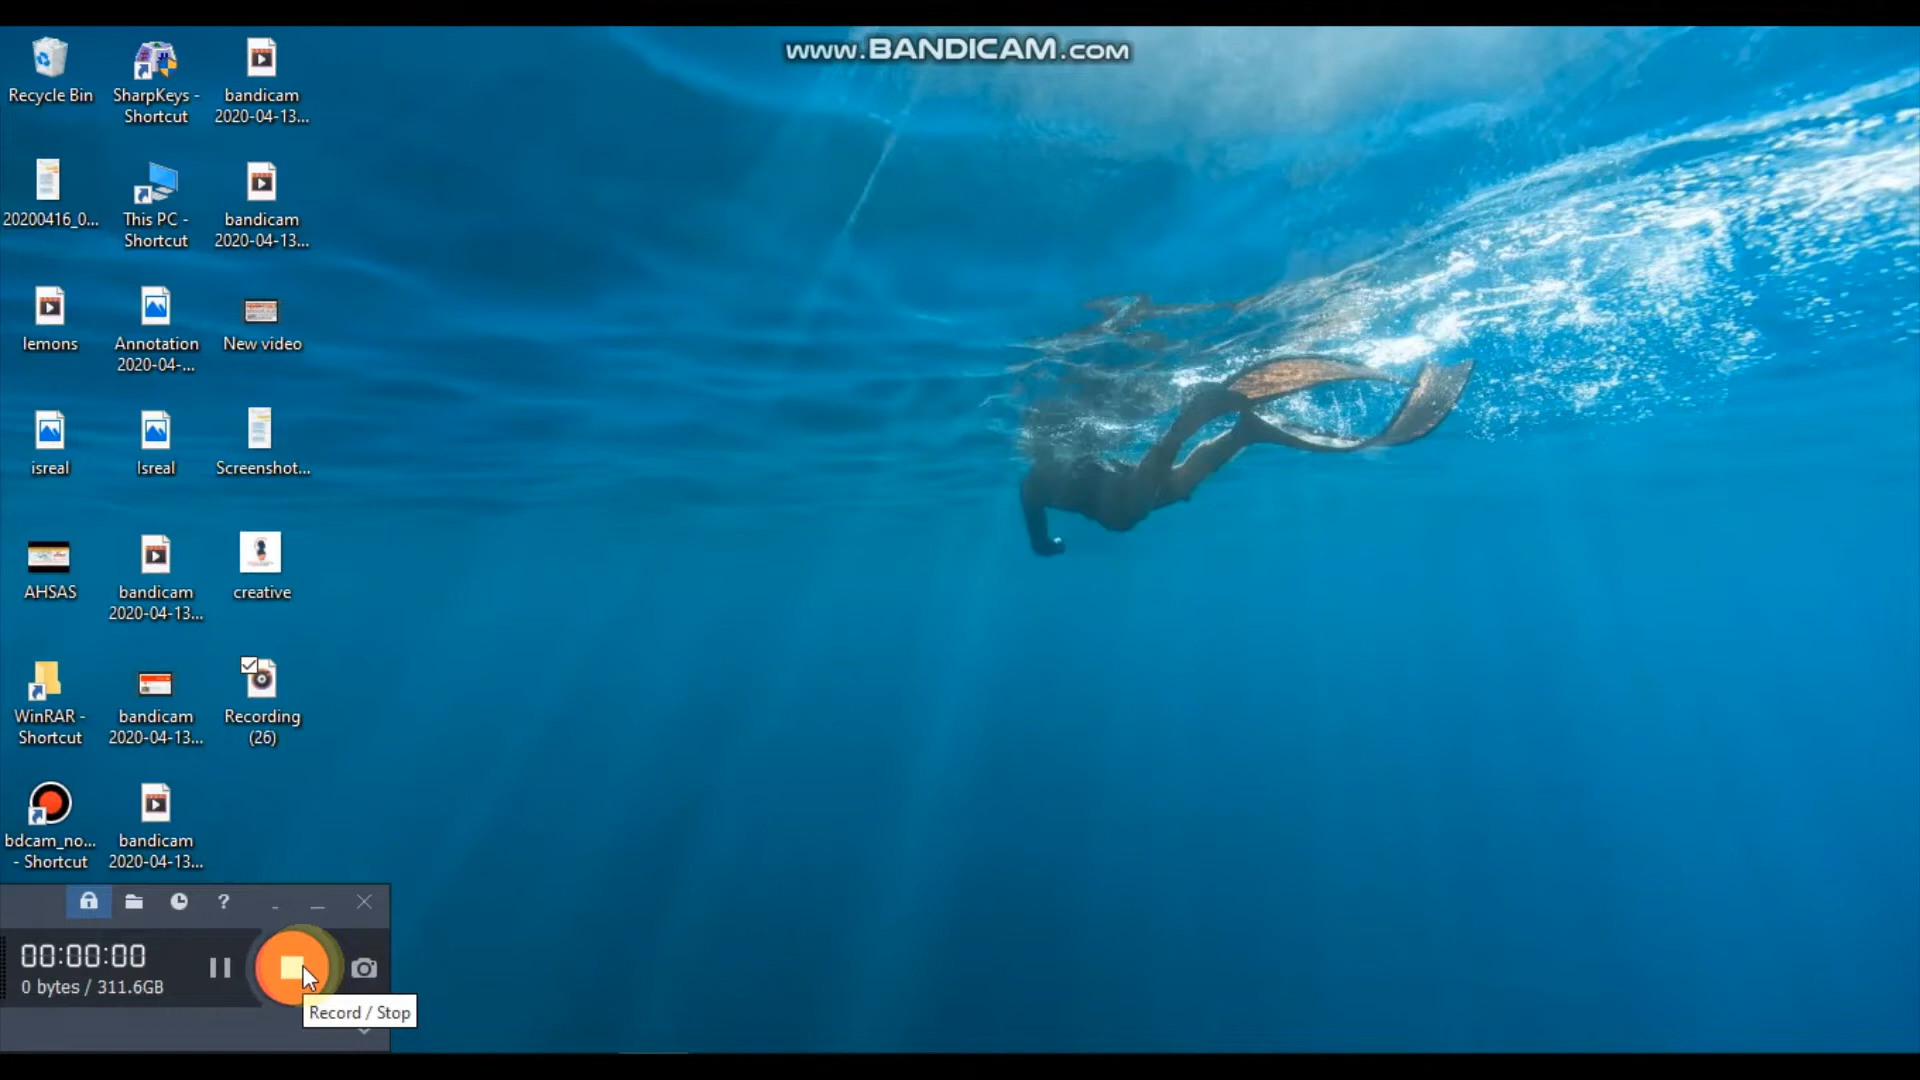 www.BANDICAM.com
Recycle Bin
SharpKeys -
Shortcut
bandicam
2020-04-13...
20200416_0...
This PC -
Shortcut
bandicam
2020-04-13...
lemons
Annotation
2020-04-...
New video
isreal
Isreal
Screenshot...
AHSAS
bandicam
2020-04-13...
creative
WinRAR -
Shortcut
bandicam
2020-04-13...
Recording
(26)
bdcam_no...
- Shortcut
bandicam
2020-04-13...
?
00:00:00
0 bytes / 311.6GB
Record / Stop